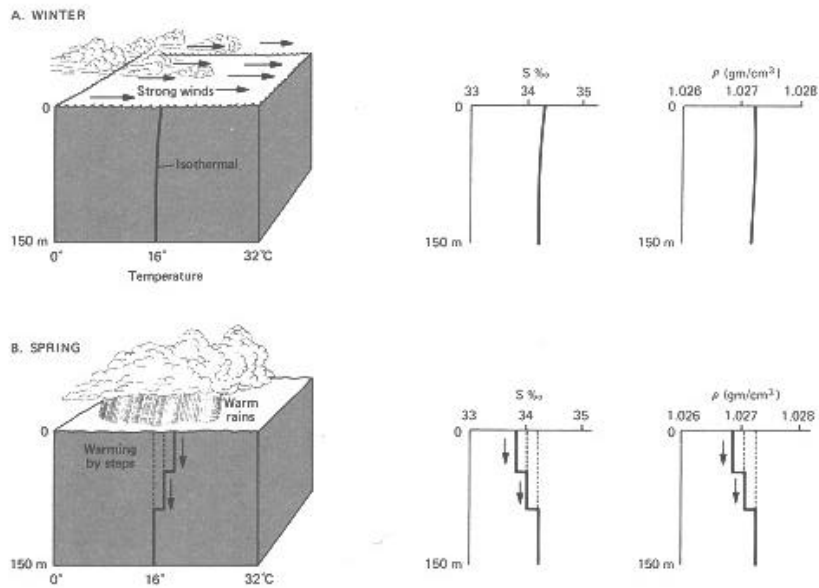 A. WINTER
Strong winds
0
Isothermal
150 m
0° 16° 32°C
Temperature
S ‰
33 34 35
0
150 m
ρ (gm/cm³)
1.026 1.027 1.028
0
150 m
B. SPRING
Warm
rains
0
Warming
by steps
150 m
0° 16° 32°C
S ‰
33 34 35
0
150 m
ρ (gm/cm³)
1.026 1.027 1.028
0
150 m